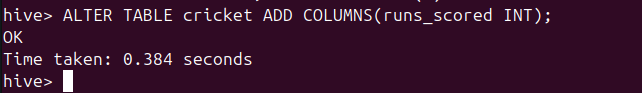 hive> ALTER TABLE cricket ADD COLUMNS(runs_scored INT);
OK
Time taken: 0.384 seconds
hive>